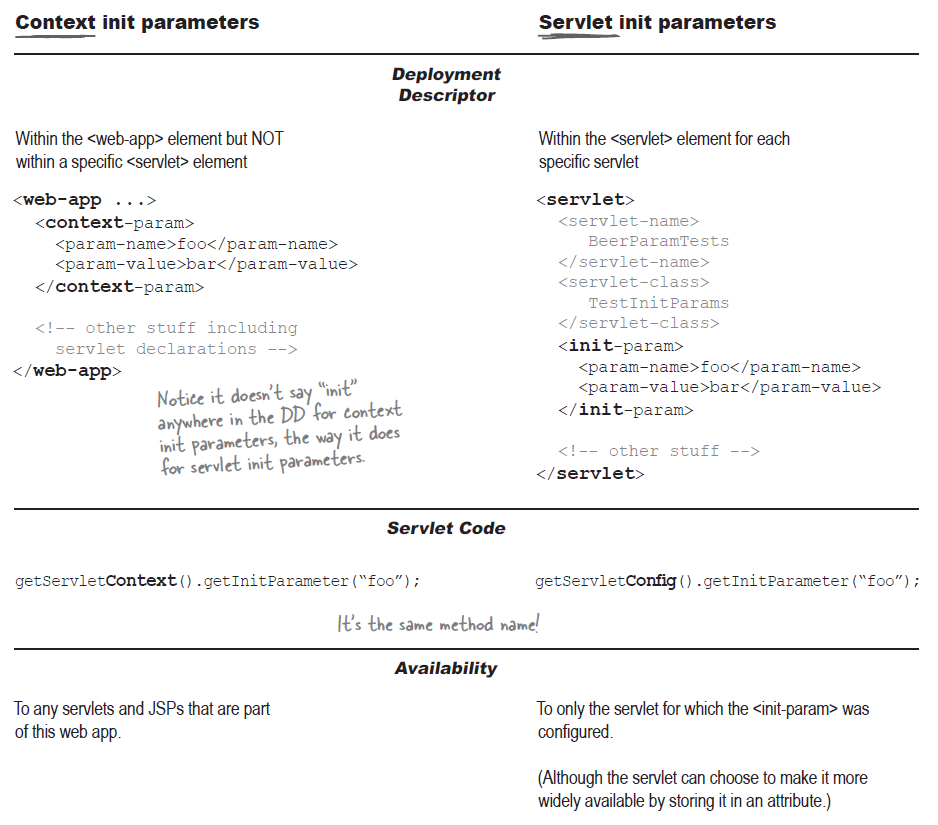 Context init parameters
Servlet init parameters
Deployment
Descriptor
Within the <web-app> element but NOT
within a specific <servlet> element
<web-app ...>
<context-param>
<param-name>foo</param-name>
<param-value>bar</param-value>
</context-param>
<!-- other stuff including
servlet declarations -->
</web-app>
Notice it doesn't say "init"
anywhere in the DD for context
init parameters, the way it does
for servlet init parameters.
Within the <servlet> element for each
specific servlet
<servlet>
<servlet-name>
BeerParamTests
</servlet-name>
<servlet-class>
TestInitParams
</servlet-class>
<init-param>
<param-name>foo</param-name>
<param-value>bar</param-value>
</init-param>
<!-- other stuff -->
</servlet>
Servlet Code
getServletContext().getInitParameter(“foo”);
getServletConfig().getInitParameter(“foo”);
It's the same method name!
Availability
To any servlets and JSPs that are part
of this web app.
To only the servlet for which the <init-param> was
configured.
(Although the servlet can choose to make it more
widely available by storing it in an attribute.)